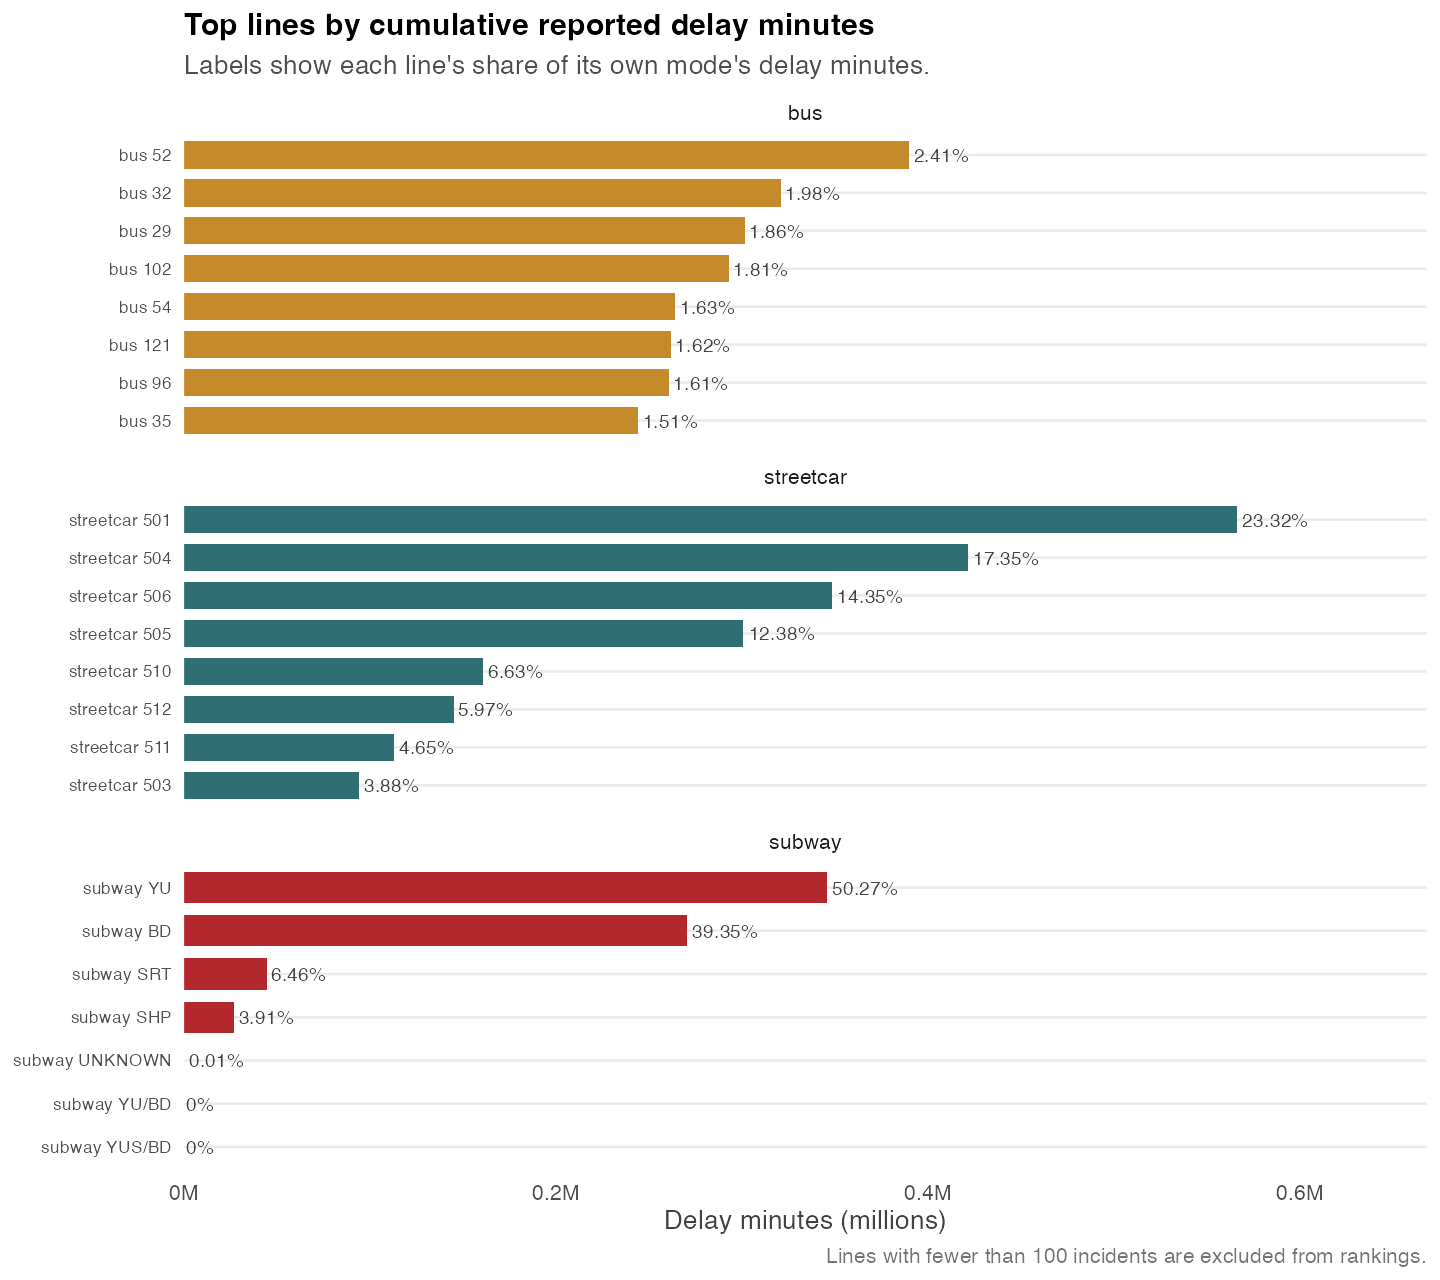 Top lines by cumulative reported delay minutes
Labels show each line's share of its own mode's delay minutes.
bus
bus 52 2.41%
bus 32 1.98%
bus 29 1.86%
bus 102 1.81%
bus 54 1.63%
bus 121 1.62%
bus 96 1.61%
bus 35 1.51%
streetcar
streetcar 501 23.32%
streetcar 504 17.35%
streetcar 506 14.35%
streetcar 505 12.38%
streetcar 510 6.63%
streetcar 512 5.97%
streetcar 511 4.65%
streetcar 503 3.88%
subway
subway YU 50.27%
subway BD 39.35%
subway SRT 6.46%
subway SHP 3.91%
subway UNKNOWN 0.01%
subway YU/BD 0%
subway YUS/BD 0%
0M 0.2M 0.4M 0.6M
Delay minutes (millions)
Lines with fewer than 100 incidents are excluded from rankings.